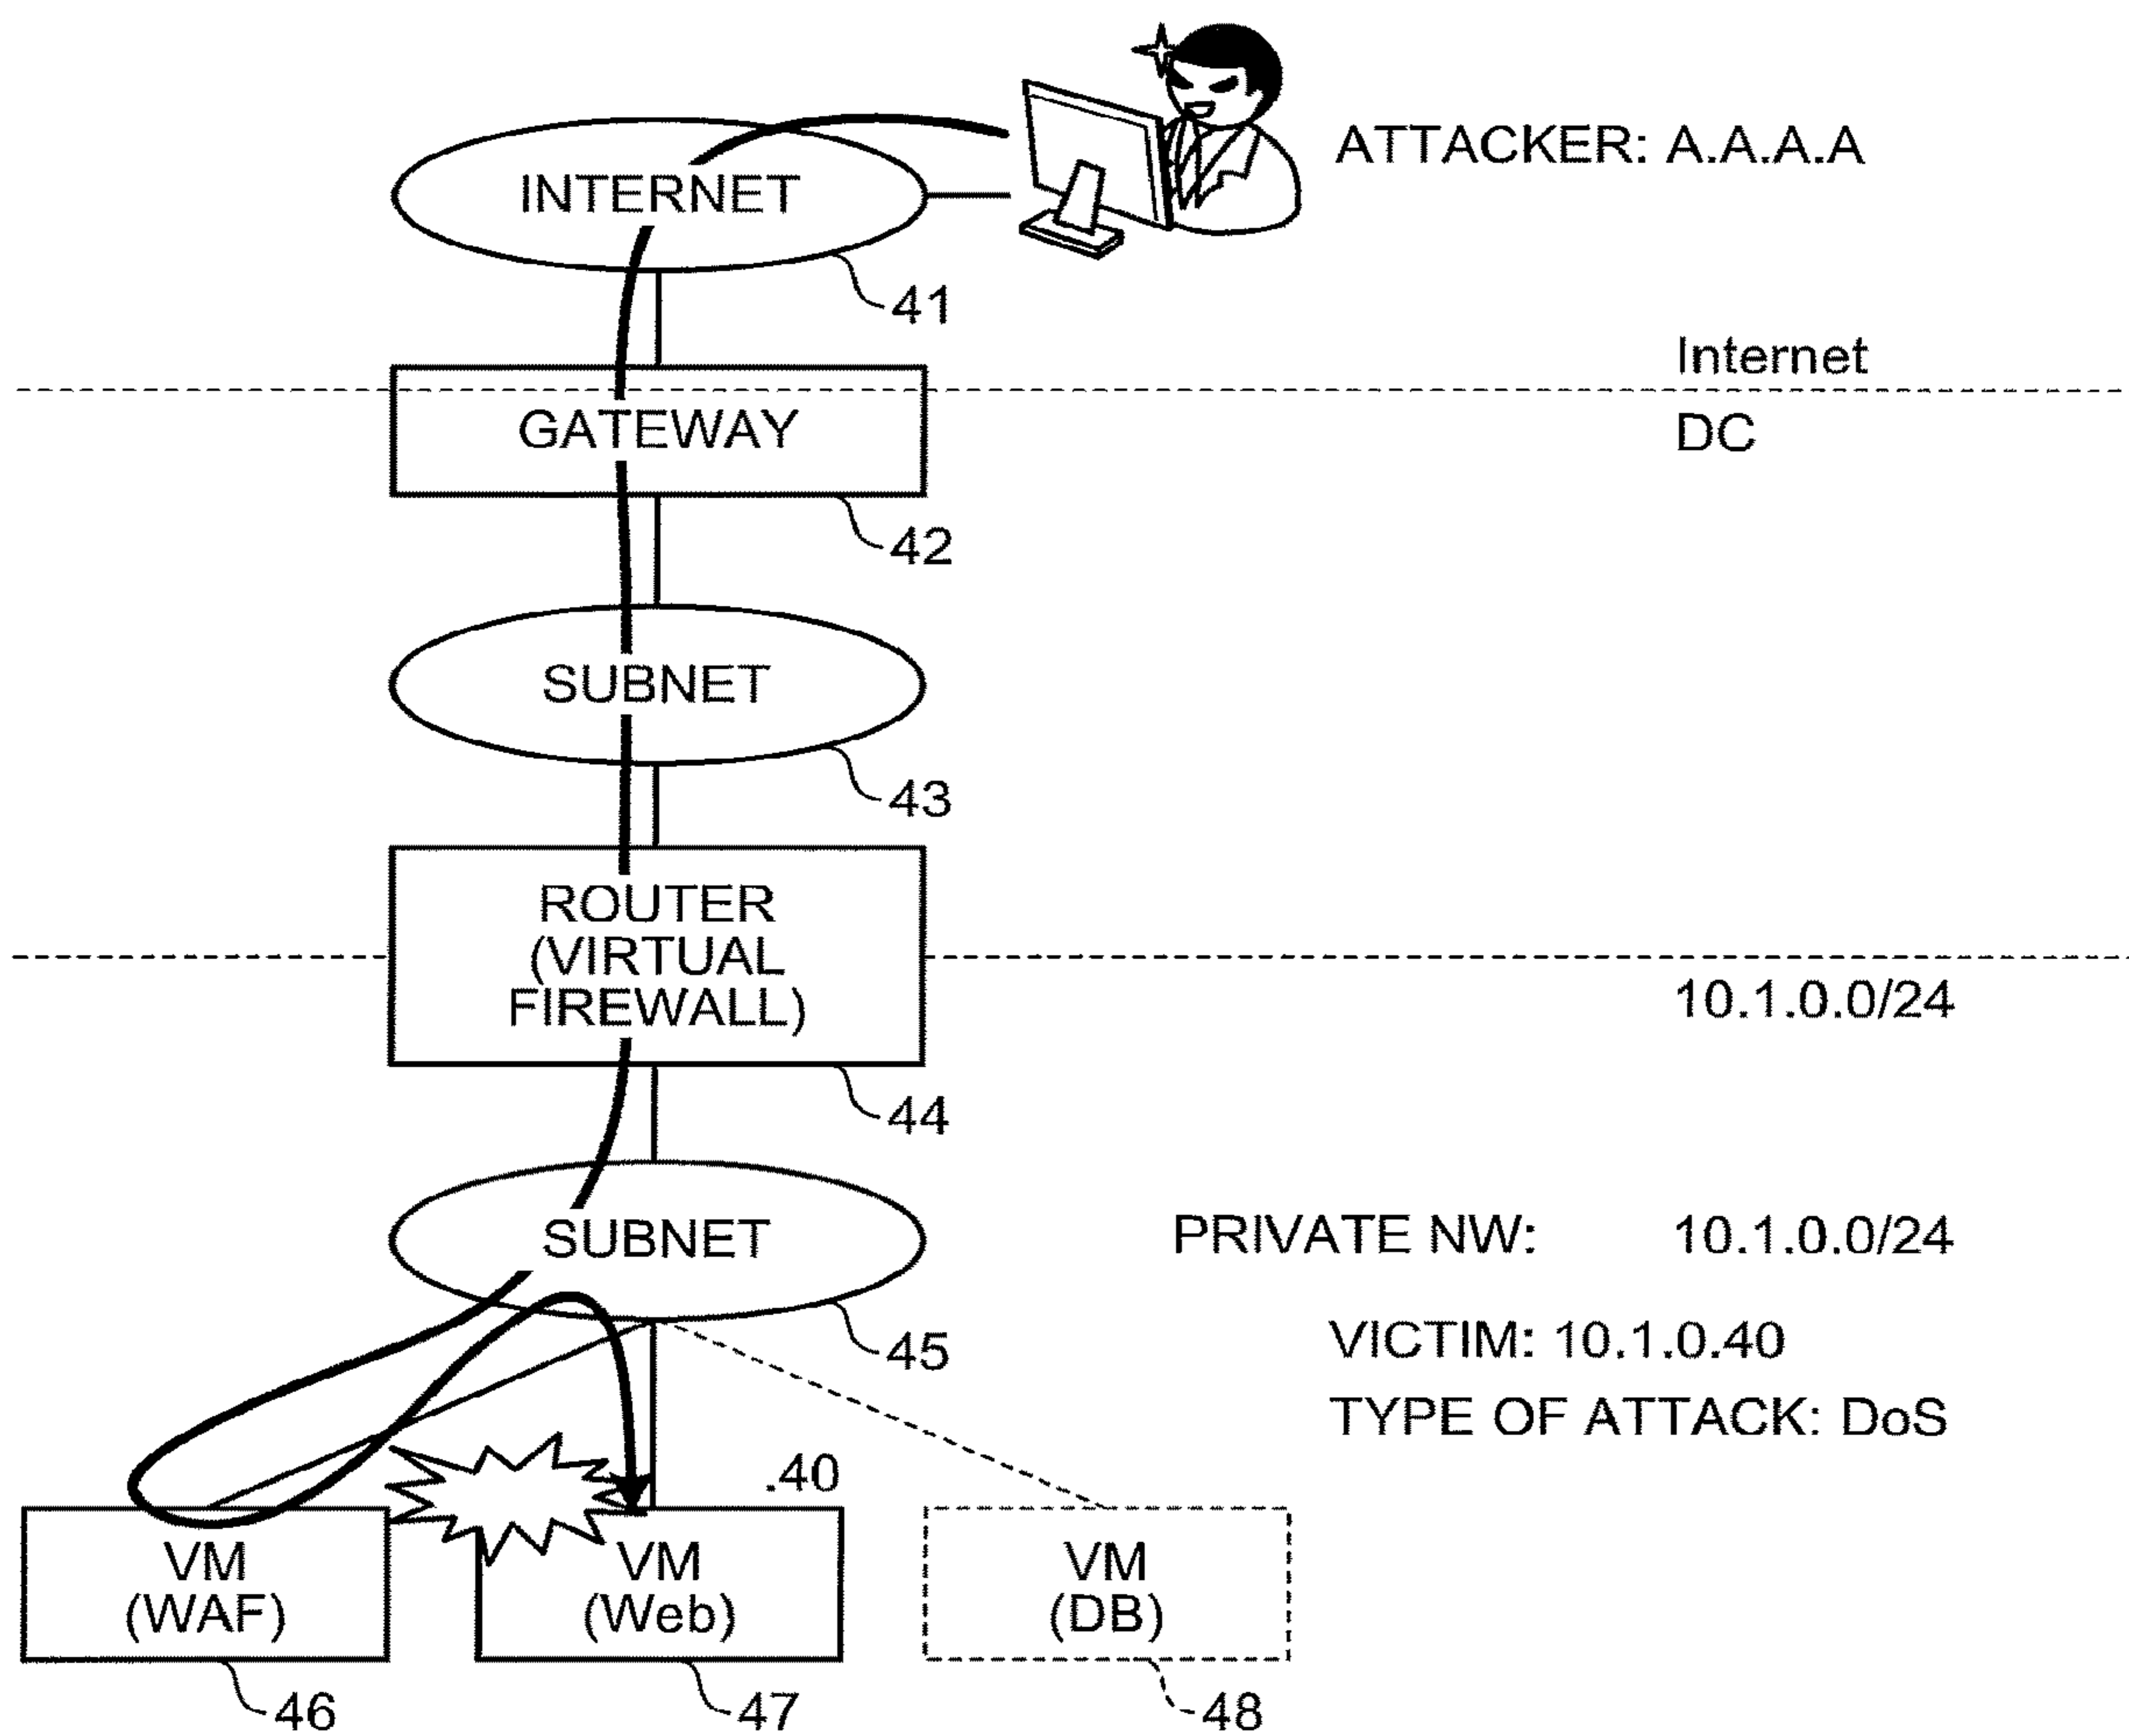 ATTACKER: A.A.A.A
INTERNET
41
Internet
GATEWAY
DC
42
SUBNET
43
ROUTER
(VIRTUAL
FIREWALL)
10.1.0.0/24
44
SUBNET
PRIVATE NW: 10.1.0.0/24
45
VICTIM: 10.1.0.40
TYPE OF ATTACK: DoS
.40
VM
(WAF)
46
VM
(Web)
47
VM
(DB)
48